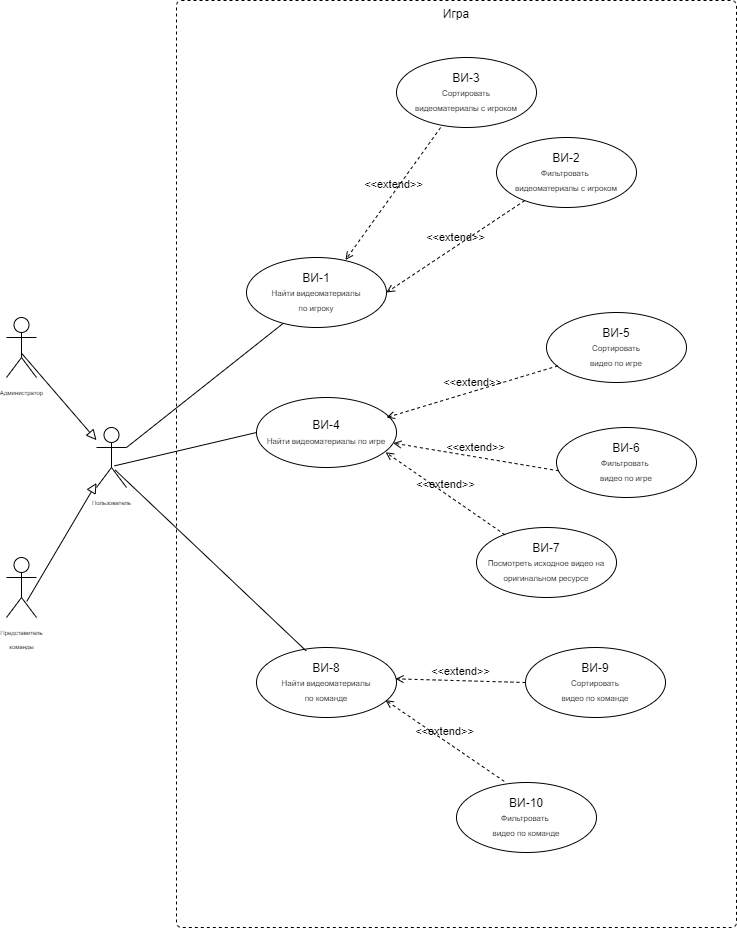 Игра
ВИ-3
Сортировать
видеоматериалы с игроком
ВИ-2
Фильтровать
видеоматериалы с игроком
<<extend>>
<<extend>>
ВИ-1
Найти видеоматериалы
по игроку
ВИ-5
Сортировать
видео по игре
<<extend>>
Администратор
ВИ-4
Найти видеоматериалы по игре
<<extend>>
ВИ-6
Фильтровать
видео по игре
<<extend>>
Пользователь
ВИ-7
Посмотреть исходное видео на
оригинальном ресурсе
Представитель
команды
ВИ-8
Найти видеоматериалы
по команде
<<extend>>
ВИ-9
Сортировать
видео по команде
<<extend>>
ВИ-10
Фильтровать
видео по команде